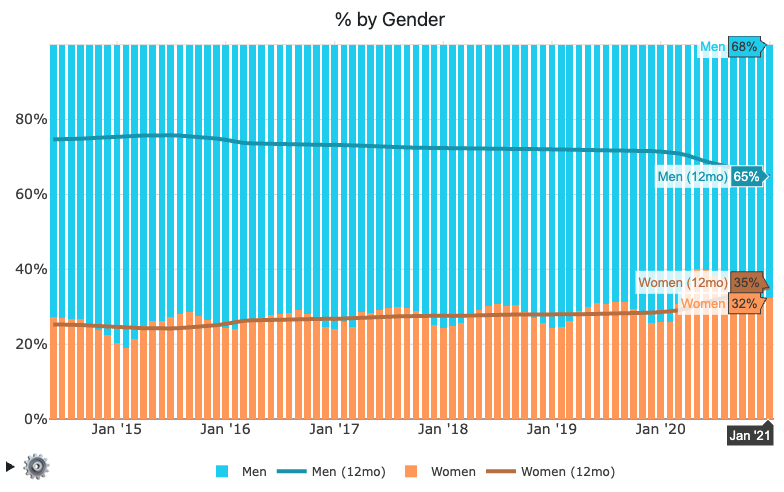 % by Gender
Men 68%
80%
Men (12mo) 65%
60%
40%
Women (12mo) 35%
Women 32%
20%
0%
Jan '15 Jan '16 Jan '17 Jan '18 Jan '19 Jan '20 Jan '21
Men Men (12mo) Women Women (12mo)